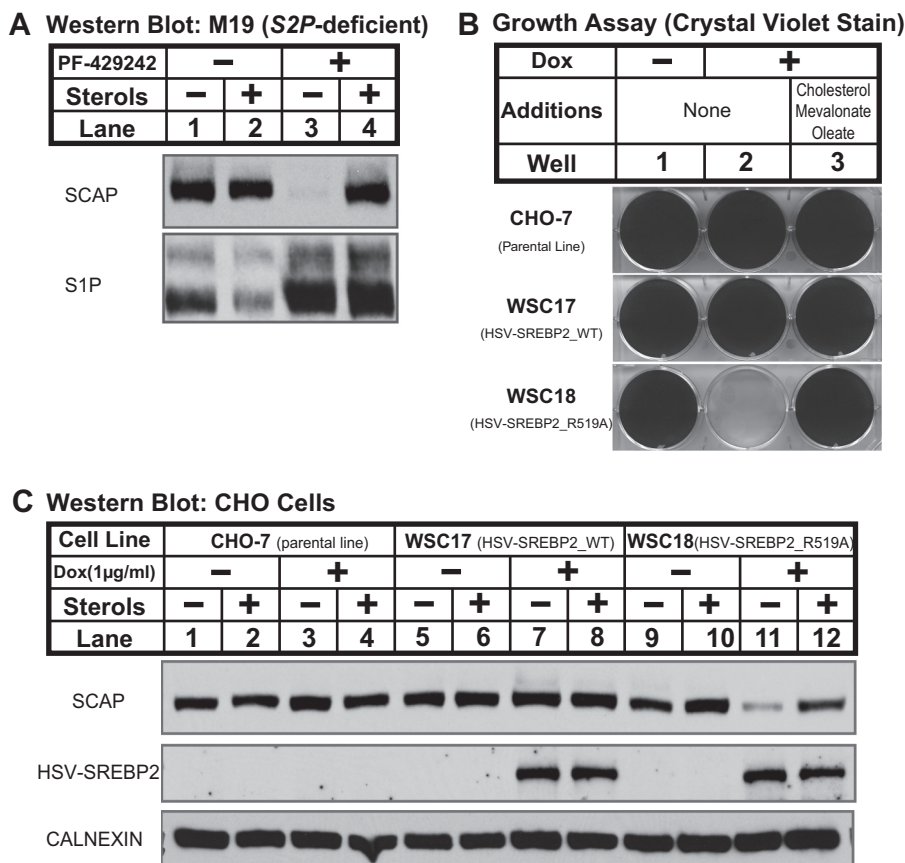 A Western Blot: M19 (S2P-deficient)
PF-429242 − +
Sterols − + − +
Lane 1 2 3 4
SCAP
S1P
B Growth Assay (Crystal Violet Stain)
Dox − +
Additions None Cholesterol Mevalonate Oleate
Well 1 2 3
CHO-7
(Parental Line)
WSC17
(HSV-SREBP2_WT)
WSC18
(HSV-SREBP2_R519A)
C Western Blot: CHO Cells
Cell Line CHO-7 (parental line) WSC17 (HSV-SREBP2_WT) WSC18(HSV-SREBP2_R519A)
Dox(1µg/ml) − + − + − +
Sterols − + − + − + − + − + − +
Lane 1 2 3 4 5 6 7 8 9 10 11 12
SCAP
HSV-SREBP2
CALNEXIN